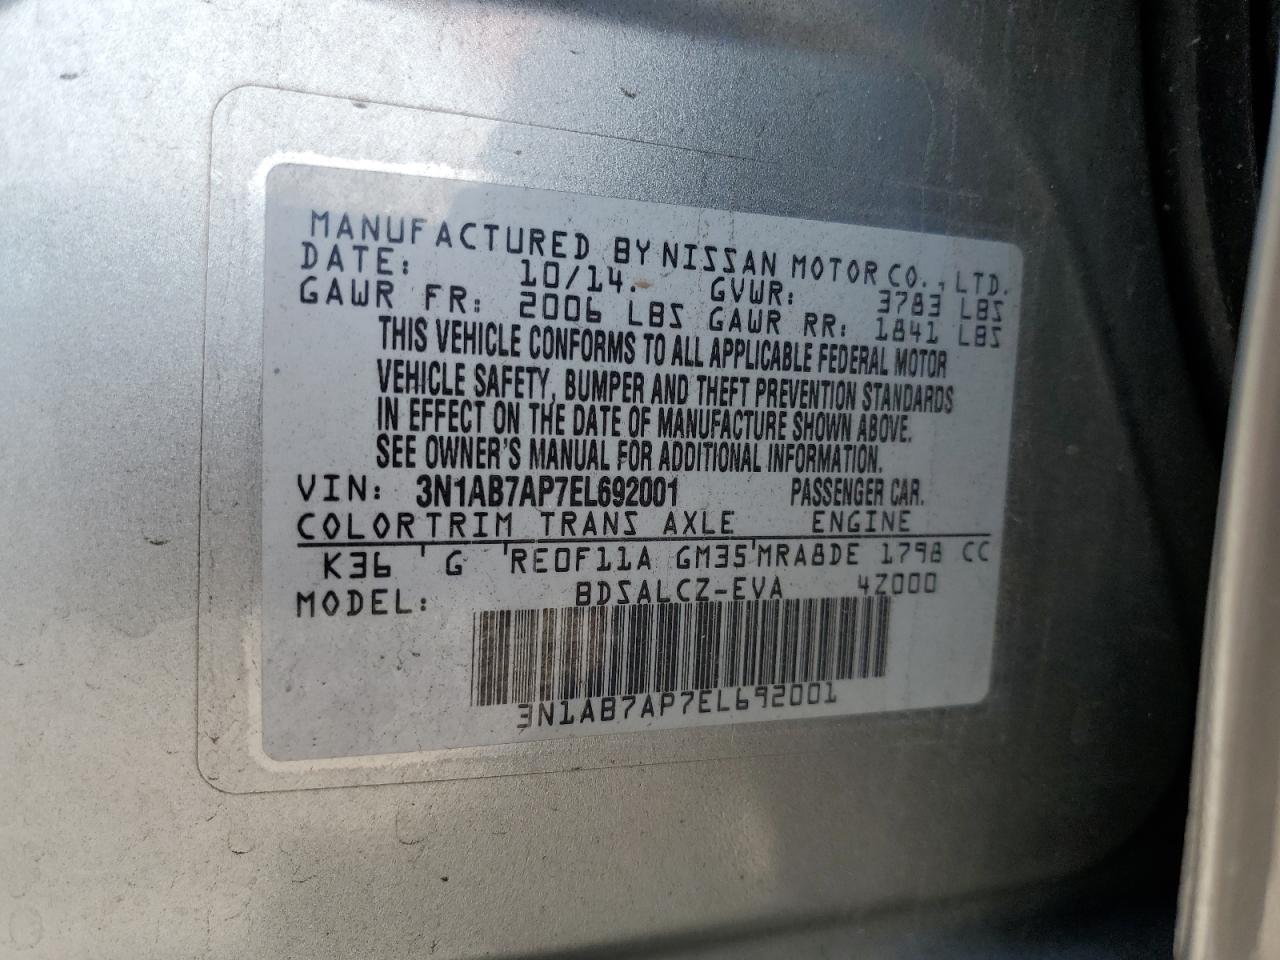 MANUFACTURED BY NISSAN MOTOR CO., LTD.
DATE: 10/14. GVWR: 3783 LBS
GAWR FR: 2006 LBS GAWR RR: 1841 LBS
THIS VEHICLE CONFORMS TO ALL APPLICABLE FEDERAL MOTOR
VEHICLE SAFETY, BUMPER AND THEFT PREVENTION STANDARDS
IN EFFECT ON THE DATE OF MANUFACTURE SHOWN ABOVE.
SEE OWNER'S MANUAL FOR ADDITIONAL INFORMATION.
VIN: 3N1AB7AP7EL692001 PASSENGER CAR.
COLOR TRIM TRANS AXLE ENGINE
K36 G RE0F11A GM35 MRA8DE 1798 CC
MODEL: BDSALCZ-EVA 4Z000
3N1AB7AP7EL692001